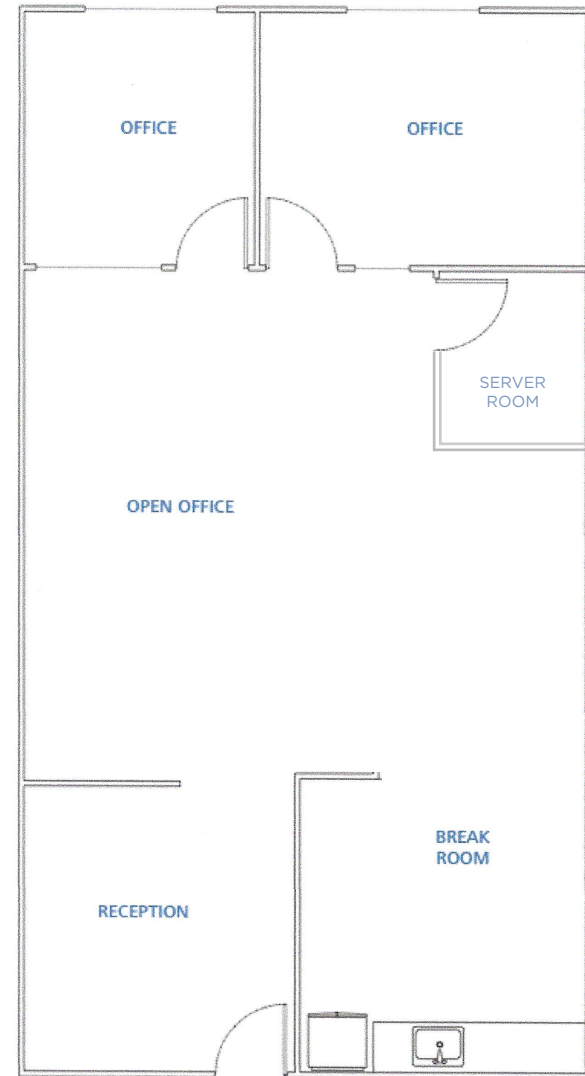 OFFICE
OFFICE
SERVER
ROOM
OPEN OFFICE
BREAK
ROOM
RECEPTION